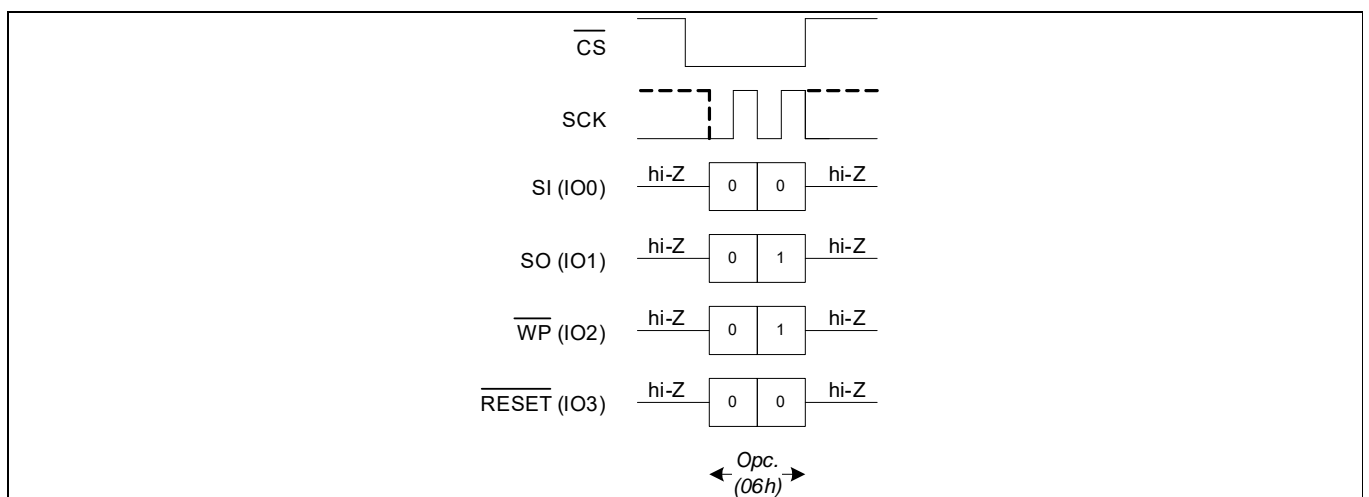 CS
SCK
hi-Z 0 0 hi-Z
SI (IO0)
hi-Z 0 1 hi-Z
SO (IO1)
hi-Z 0 1 hi-Z
WP (IO2)
hi-Z 0 0 hi-Z
RESET (IO3)
Opc.
(06h)